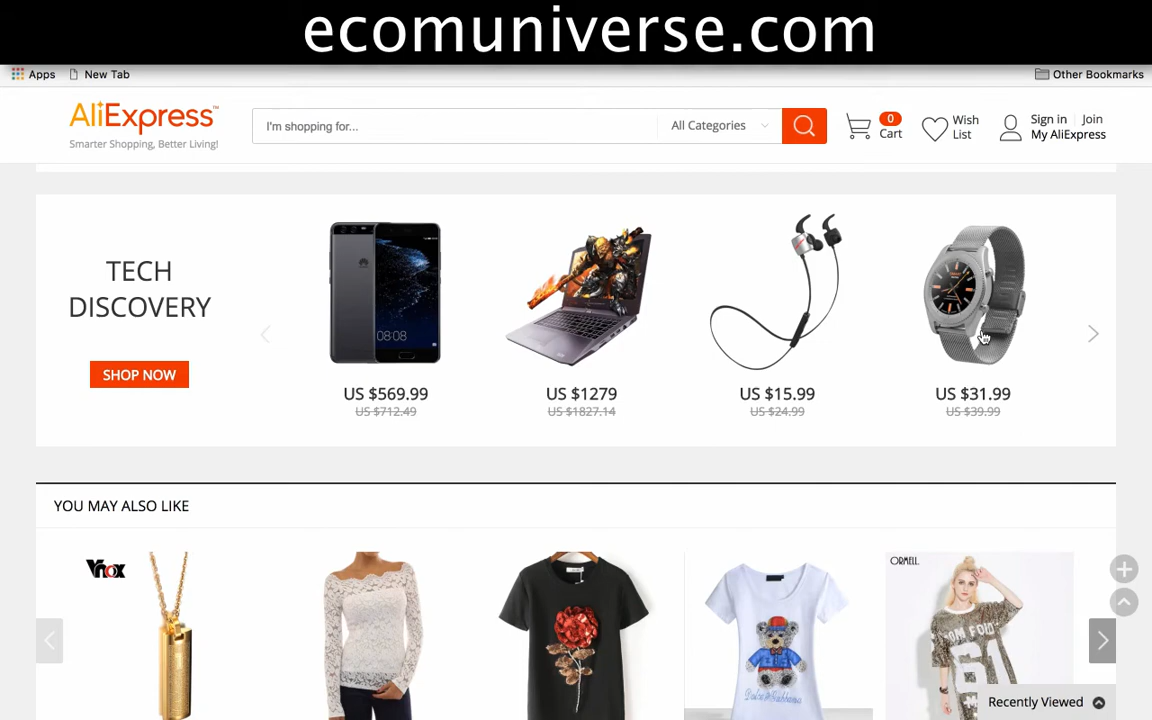 ecomuniverse.com
Apps
New Tab
Other Bookmarks
AliExpress™
Smarter Shopping, Better Living!
I'm shopping for...
All Categories
0
Cart
Wish
List
Sign in
Join
My AliExpress
TECH
DISCOVERY
SHOP NOW
08:08
US $569.99
US $712.49
US $1279
US $1827.14
US $15.99
US $24.99
US $31.99
US $39.99
YOU MAY ALSO LIKE
Vnox
ORMELL
61
Recently Viewed